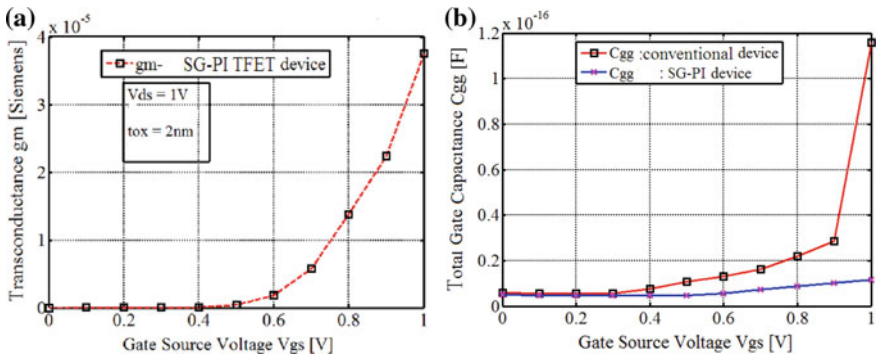 (a)
x 10^-5
Transconductance gm [Siemens]
4
3
2
1
0
gm- SG-PI TFET device
Vds = 1V
tox = 2nm
0 0.2 0.4 0.6 0.8 1
Gate Source Voltage Vgs [V]
(b)
x 10^-16
Total Gate Capacitance Cgg [F]
1.2
1
0.8
0.6
0.4
0.2
0
Cgg :conventional device
Cgg : SG-PI device
0 0.2 0.4 0.6 0.8 1
Gate Source Voltage Vgs [V]